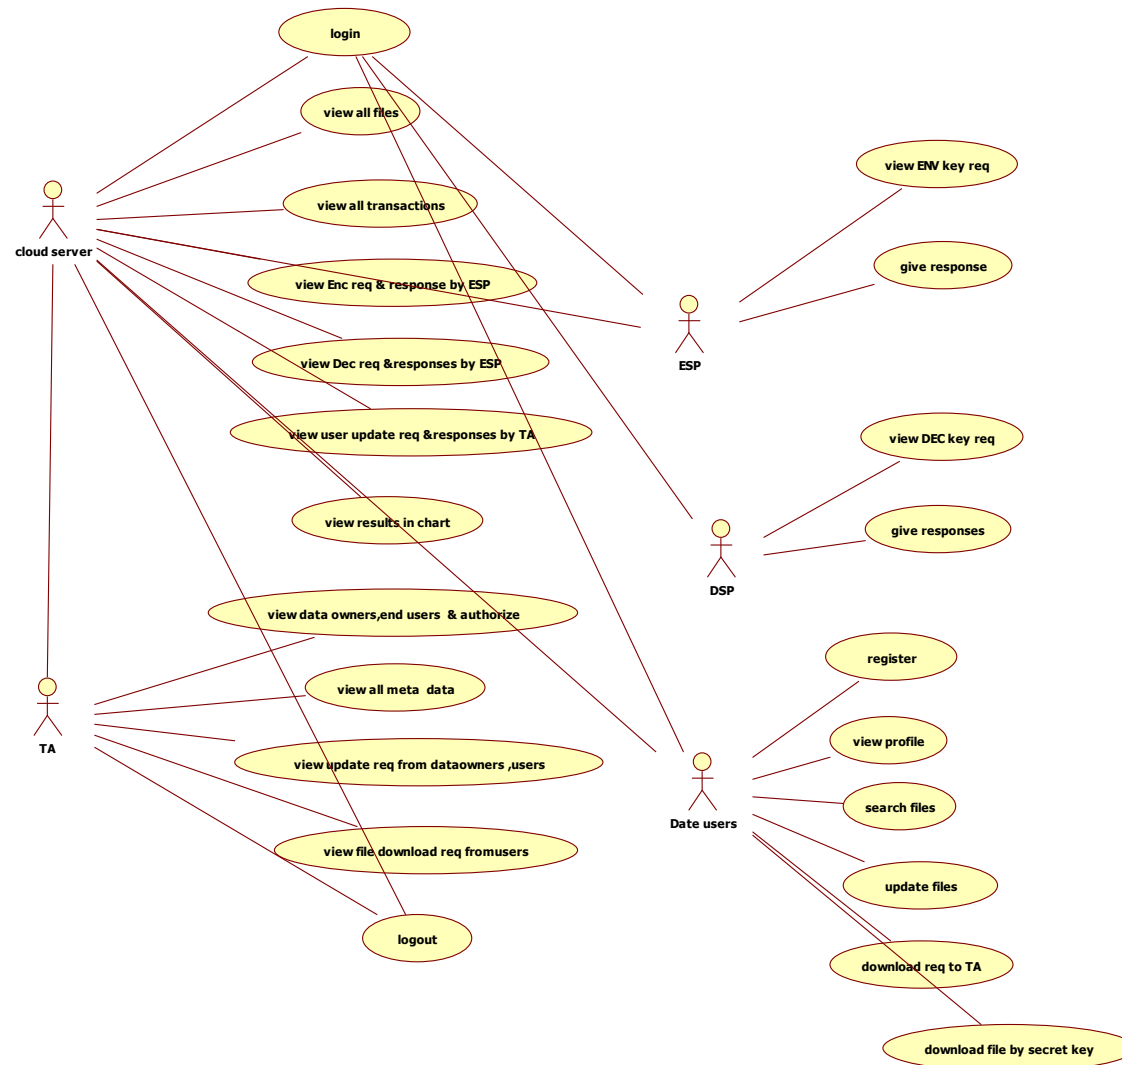 login
view all files
view ENV key req
view all transactions
cloud server
give response
view Enc req & response by ESP
ESP
view Dec req &responses by ESP
view user update req &responses by TA
view DEC key req
view results in chart
give responses
DSP
view data owners,end users & authorize
register
view all meta data
TA
view profile
view update req from dataowners ,users
search files
Date users
view file download req fromusers
update files
logout
download req to TA
download file by secret key